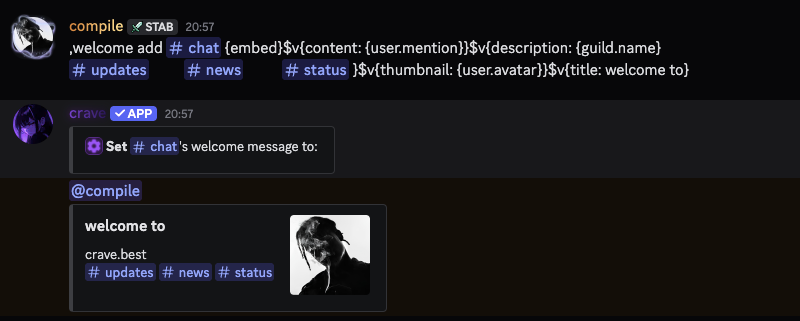 compile STAB 20:57
,welcome add # chat {embed}$v{content: {user.mention}}$v{description: {guild.name}
# updates # news # status }$v{thumbnail: {user.avatar}}$v{title: welcome to}
crave APP 20:57
Set # chat's welcome message to:
@compile
welcome to
crave.best
# updates # news # status